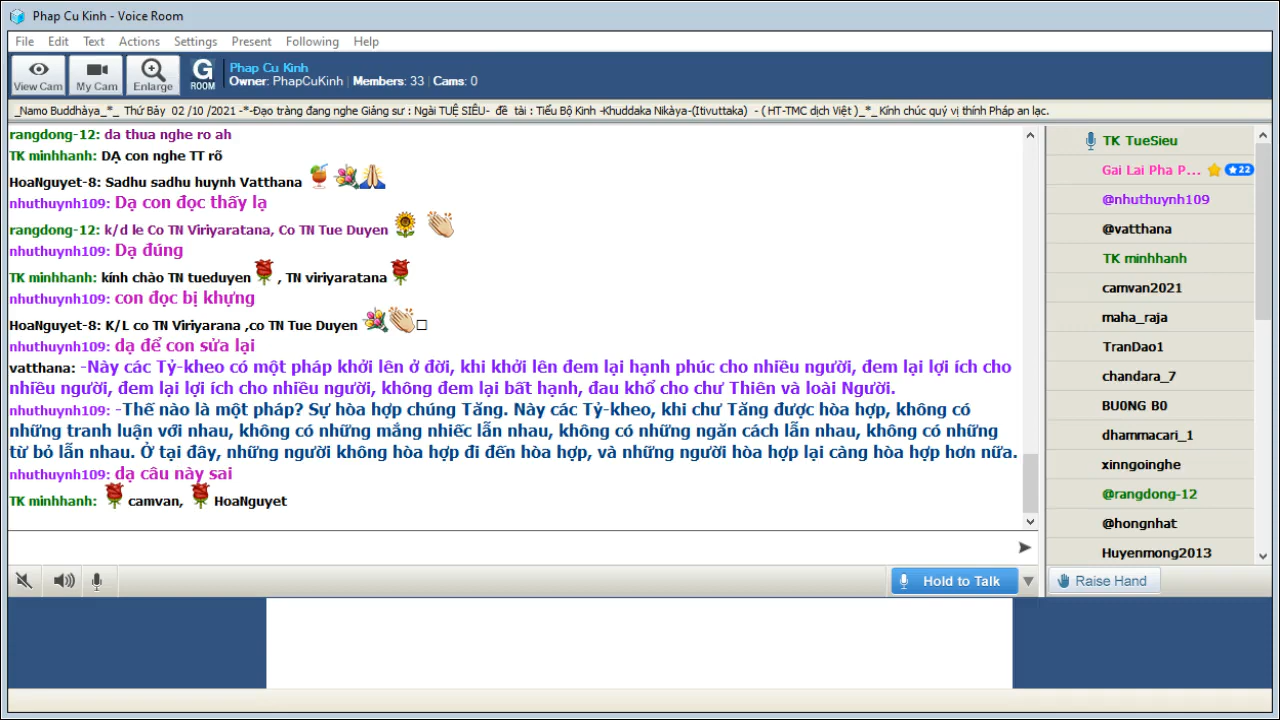 Phap Cu Kinh - Voice Room
File Edit Text Actions Settings Present Following Help
View Cam My Cam Enlarge G ROOM
Phap Cu Kinh
Owner: PhapCuKinh | Members: 33 | Cams: 0
_Namo Buddhàya_*_ Thứ Bảy 02 /10 /2021 -*-Đạo tràng đang nghe Giảng sư : Ngài TUỆ SIÊU- đề tài : Tiểu Bộ Kinh -Khuddaka Nikàya-(Itivuttaka) - ( HT-TMC dịch Việt )_*_ Kính chúc quý vị thính Pháp an lạc.
rangdong-12: da thua nghe ro ah
TK minhhanh: DẠ con nghe TT rõ
HoaNguyet-8: Sadhu sadhu huynh Vatthana
nhuthuynh109: Dạ con đọc thấy lạ
rangdong-12: k/d le Co TN Viriyaratana, Co TN Tue Duyen
nhuthuynh109: Dạ đúng
TK minhhanh: kính chào TN tueduyen , TN viriyaratana
nhuthuynh109: con đọc bị khựng
HoaNguyet-8: K/L co TN Viriyarana ,co TN Tue Duyen
nhuthuynh109: dạ để con sửa lại
vatthana: -Này các Tỷ-kheo có một pháp khởi lên ở đời, khi khởi lên đem lại hạnh phúc cho nhiều người, đem lại lợi ích cho
nhiều người, đem lại lợi ích cho nhiều người, không đem lại bất hạnh, đau khổ cho chư Thiên và loài Người.
nhuthuynh109: -Thế nào là một pháp? Sự hòa hợp chúng Tăng. Này các Tỷ-kheo, khi chư Tăng được hòa hợp, không có
những tranh luận với nhau, không có những mắng nhiếc lẫn nhau, không có những ngăn cách lẫn nhau, không có những
từ bỏ lẫn nhau. Ở tại đây, những người không hòa hợp đi đến hòa hợp, và những người hòa hợp lại càng hòa hợp hơn nữa.
nhuthuynh109: dạ câu này sai
TK minhhanh: camvan, HoaNguyet
TK TueSieu
Gai Lai Pha P... 22
@nhuthuynh109
@vatthana
TK minhhanh
camvan2021
maha_raja
TranDao1
chandara_7
BU0NG B0
dhammacari_1
xinngoinghe
@rangdong-12
@hongnhat
Huyenmong2013
Hold to Talk
Raise Hand